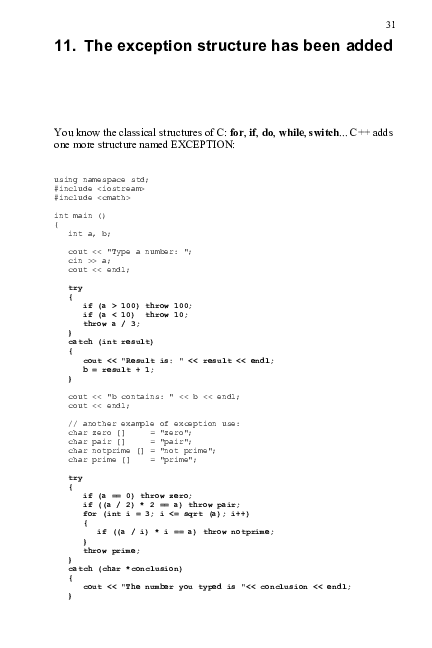 31
11. The exception structure has been added
You know the classical structures of C: for, if, do, while, switch... C++ adds
one more structure named EXCEPTION:
using namespace std;
#include <iostream>
#include <cmath>
int main ()
{
int a, b;
cout << "Type a number: ";
cin >> a;
cout << endl;
try
{
if (a > 100) throw 100;
if (a < 10) throw 10;
throw a / 3;
}
catch (int result)
{
cout << "Result is: " << result << endl;
b = result + 1;
}
cout << "b contains: " << b << endl;
cout << endl;
// another example of exception use:
char zero [] = "zero";
char pair [] = "pair";
char notprime [] = "not prime";
char prime [] = "prime";
try
{
if (a == 0) throw zero;
if ((a / 2) * 2 == a) throw pair;
for (int i = 3; i <= sqrt (a); i++)
{
if ((a / i) * i == a) throw notprime;
}
throw prime;
}
catch (char *conclusion)
{
cout << "The number you typed is "<< conclusion << endl;
}